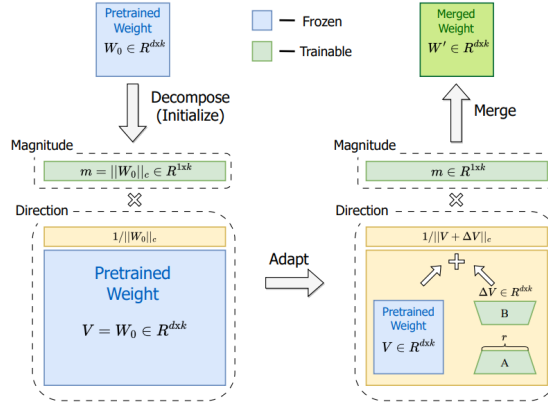 Pretrained
Weight
W₀ ∈ R^{dxk}
— Frozen
— Trainable
Merged
Weight
W′ ∈ R^{dxk}
Decompose
(Initialize)
Merge
Magnitude
m = ||W₀||_c ∈ R^{1xk}
×
Direction
1/||W₀||_c
Pretrained
Weight
V = W₀ ∈ R^{dxk}
Adapt
Magnitude
m ∈ R^{1xk}
×
Direction
1/||V + ΔV||_c
+
Pretrained
Weight
V ∈ R^{dxk}
ΔV ∈ R^{dxk}
B
r
A